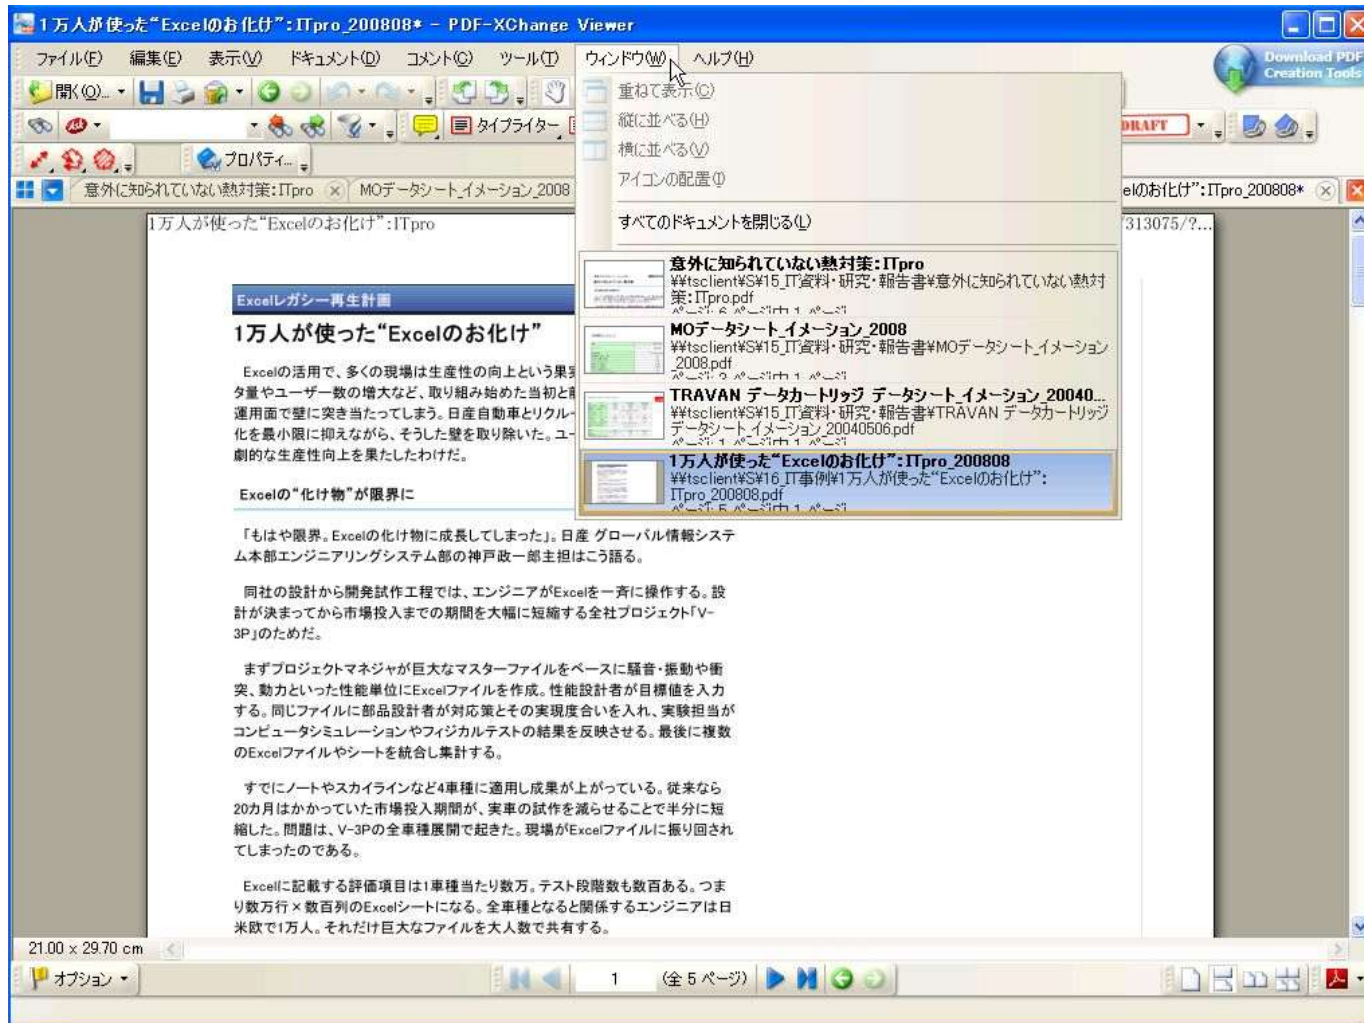 1万人が使った“Excelのお化け”:ITpro_200808* - PDF-XChange Viewer
ファイル(F) 編集(E) 表示(V) ドキュメント(D) コメント(C) ツール(T) ウィンドウ(W) ヘルプ(H)
Download PDF
Creation Tools
開く(O)...
重ねて表示(C)
縦に並べる(H)
タイプライター
DRAFT
横に並べる(V)
プロパティ...
アイコンの配置(I)
意外に知られていない熱対策:ITpro
MOデータシート_イメーション_2008
elのお化け”:ITpro_200808*
すべてのドキュメントを閉じる(L)
1万人が使った“Excelのお化け”:ITpro
313075/?...
意外に知られていない熱対策:ITpro
¥¥tsclient¥S¥15_IT資料・研究・報告書¥意外に知られていない熱対
策:ITpro.pdf
ページ: 6 ページ中 1 ページ
MOデータシート_イメーション_2008
¥¥tsclient¥S¥15_IT資料・研究・報告書¥MOデータシート_イメーション
_2008.pdf
ページ: 2 ページ中 1 ページ
TRAVAN データカートリッジ データシート_イメーション_20040...
¥¥tsclient¥S¥15_IT資料・研究・報告書¥TRAVAN データカートリッジ
データシート_イメーション_20040506.pdf
ページ: 1 ページ中 1 ページ
1万人が使った“Excelのお化け”:ITpro_200808
¥¥tsclient¥S¥16_IT事例¥1万人が使った“Excelのお化け”:
ITpro_200808.pdf
ページ: 5 ページ中 1 ページ
Excelレガシー再生計画
1万人が使った“Excelのお化け”
Excelの活用で、多くの現場は生産性の向上という果実
タ量やユーザー数の増大など、取り組み始めた当初と前
運用面で壁に突き当たってしまう。日産自動車とリクルー
化を最小限に抑えながら、そうした壁を取り除いた。ユー
劇的な生産性向上を果たしたわけだ。
Excelの“化け物”が限界に
「もはや限界。Excelの化け物に成長してしまった」。日産 グローバル情報システ
ム本部エンジニアリングシステム部の神戸政一郎主担はこう語る。
同社の設計から開発試作工程では、エンジニアがExcelを一斉に操作する。設
計が決まってから市場投入までの期間を大幅に短縮する全社プロジェクト「V-
3P」のためだ。
まずプロジェクトマネジャが巨大なマスターファイルをベースに騒音・振動や衝
突、動力といった性能単位にExcelファイルを作成。性能設計者が目標値を入力
する。同じファイルに部品設計者が対応策とその実現度合いを入れ、実験担当が
コンピュータシミュレーションやフィジカルテストの結果を反映させる。最後に複数
のExcelファイルやシートを統合し集計する。
すでにノートやスカイラインなど4車種に適用し成果が上がっている。従来なら
20カ月はかかっていた市場投入期間が、実車の試作を減らせることで半分に短
縮した。問題は、V-3Pの全車種展開で起きた。現場がExcelファイルに振り回され
てしまったのである。
Excelに記載する評価項目は1車種当たり数万。テスト段階数も数百ある。つま
り数万行×数百列のExcelシートになる。全車種となると関係するエンジニアは日
米欧で1万人。それだけ巨大なファイルを大人数で共有する。
21.00 x 29.70 cm
オプション
1 (全 5 ページ)